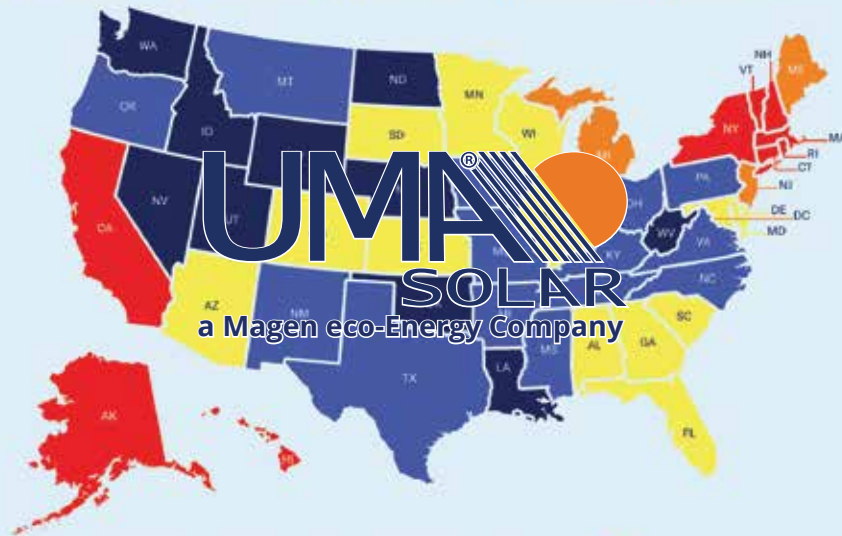 WA
MT
ND
MN
OR
ID
SD
WI
NH
VT
ME
NY
MA
RI
CT
NJ
PA
DE DC
MD
NV
UT
CA
OH
WV
VA
KY
NC
UMA®
SOLAR
a Magen eco-Energy Company
AZ
NM
TX
LA
MS
AL
GA
SC
FL
AK
HI